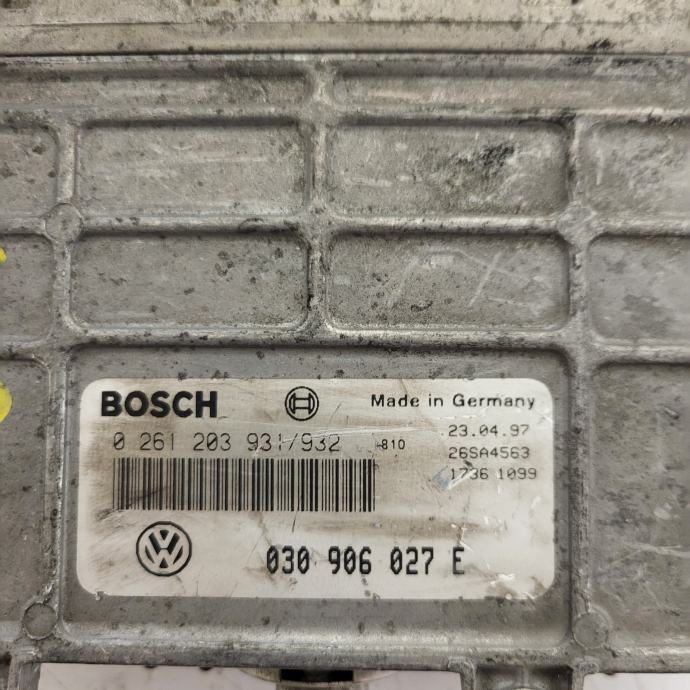 BOSCH Made in Germany
0 261 203 931/932 -810 23.04.97
26SA4563
1736 1099
VW 030 906 027 E